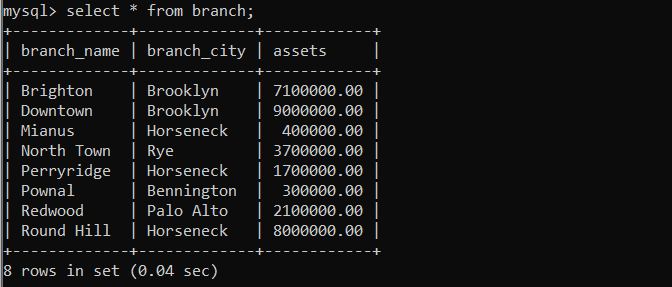 mysql> select * from branch;
+-------------+-------------+------------+
| branch_name | branch_city | assets     |
+-------------+-------------+------------+
| Brighton    | Brooklyn    | 7100000.00 |
| Downtown    | Brooklyn    | 9000000.00 |
| Mianus      | Horseneck   |  400000.00 |
| North Town  | Rye         | 3700000.00 |
| Perryridge  | Horseneck   | 1700000.00 |
| Pownal      | Bennington  |  300000.00 |
| Redwood     | Palo Alto   | 2100000.00 |
| Round Hill  | Horseneck   | 8000000.00 |
+-------------+-------------+------------+
8 rows in set (0.04 sec)